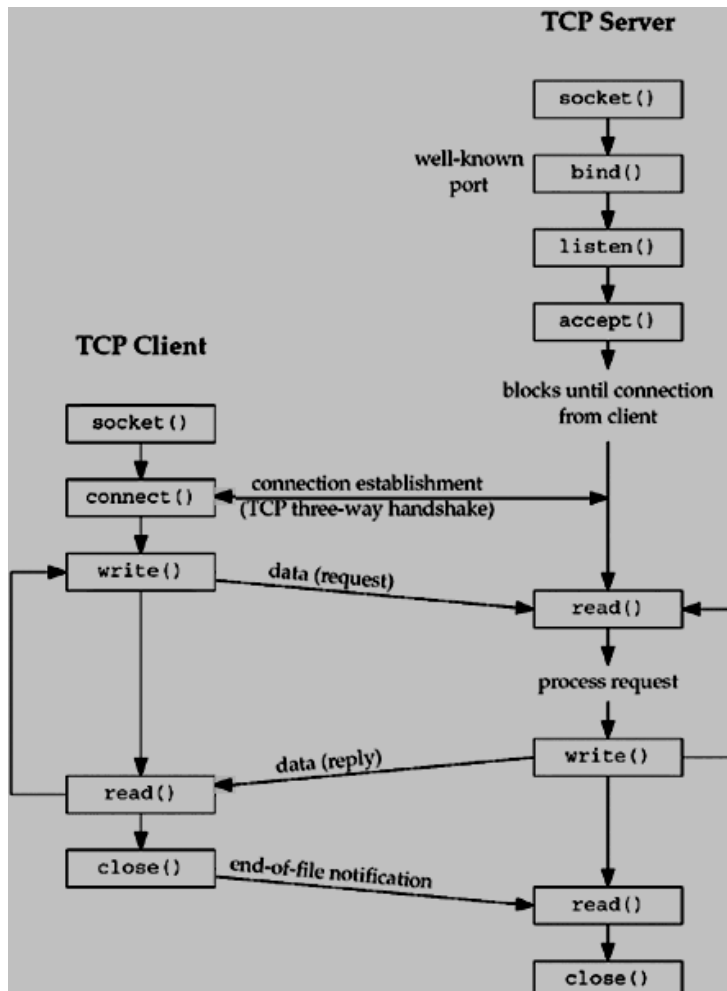 TCP Server
socket()
well-known
port
bind()
listen()
accept()
TCP Client
blocks until connection
from client
socket()
connection establishment
(TCP three-way handshake)
connect()
write()
data (request)
read()
process request
write()
data (reply)
read()
close()
end-of-file notification
read()
close()